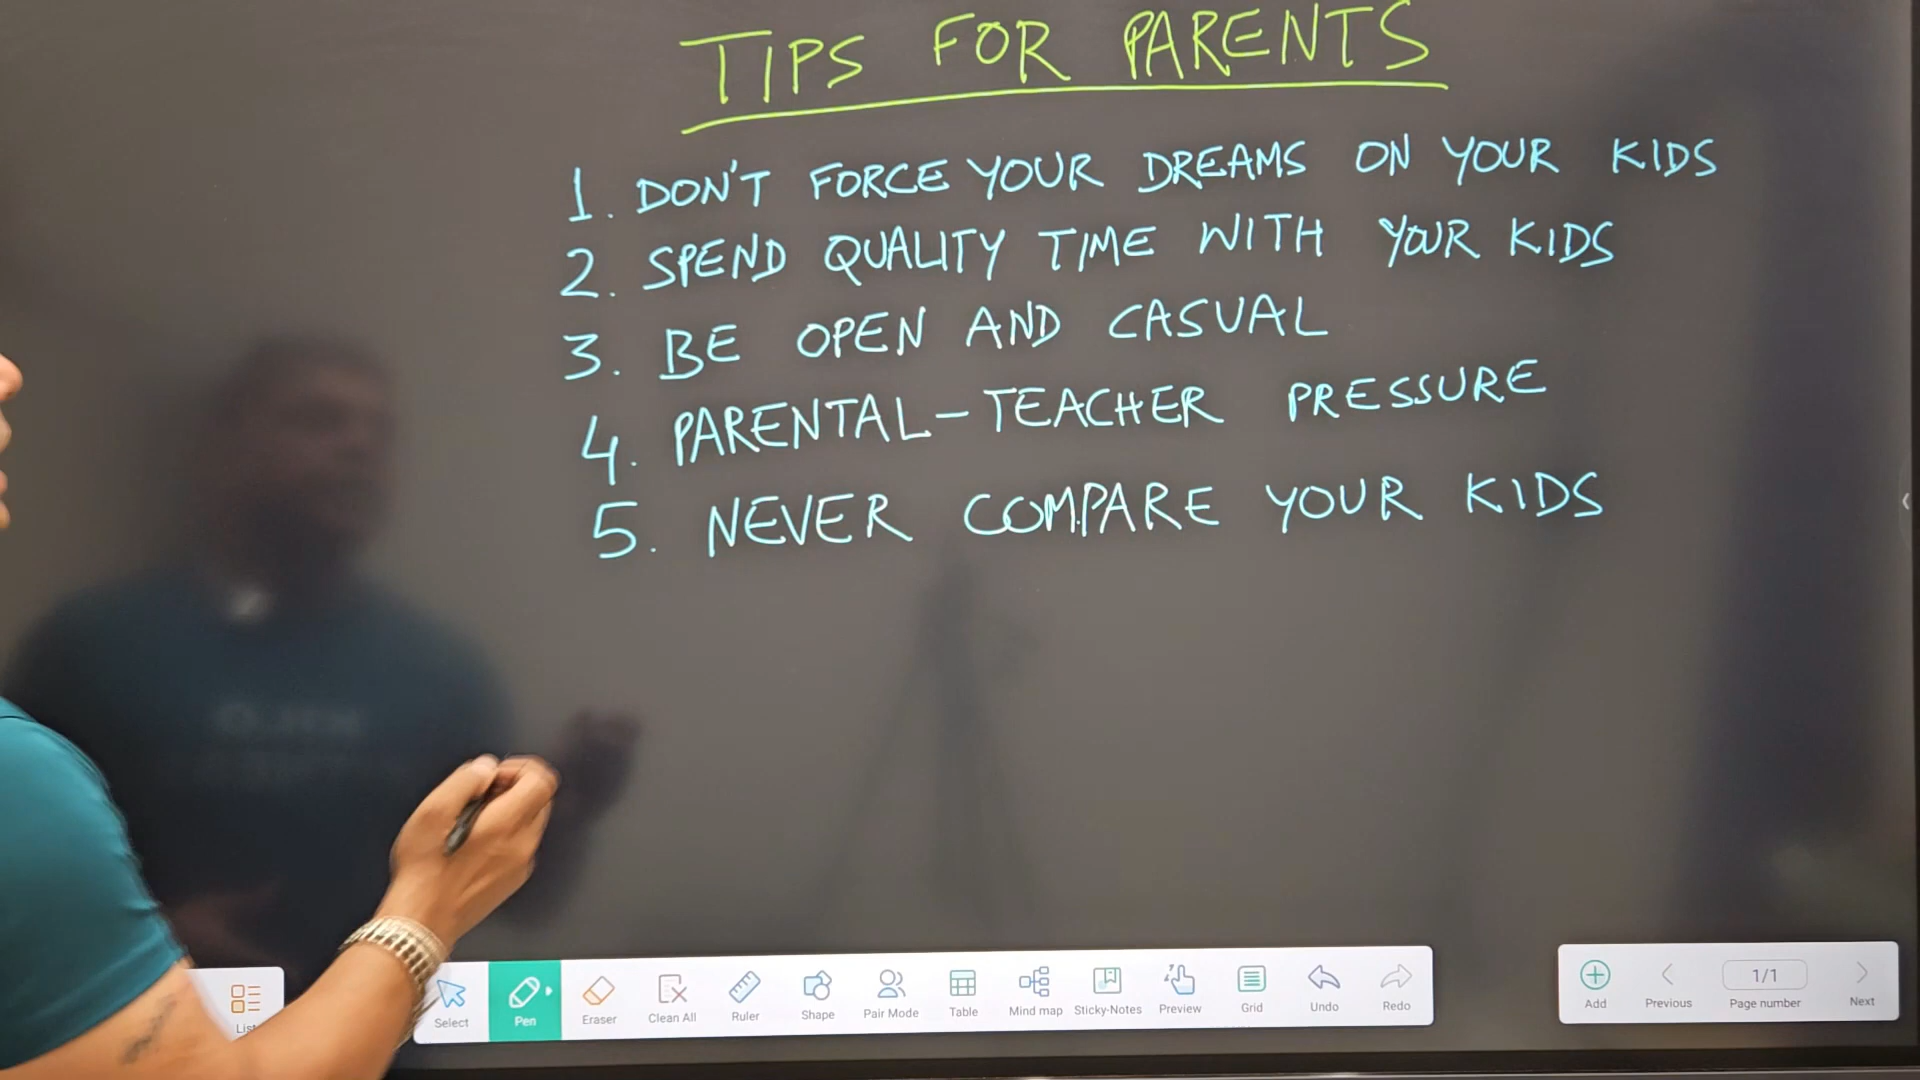 TIPS FOR PARENTS
1. DON'T FORCE YOUR DREAMS ON YOUR KIDS
2. SPEND QUALITY TIME WITH YOUR KIDS
3. BE OPEN AND CASUAL
4. PARENTAL-TEACHER PRESSURE
5. NEVER COMPARE YOUR KIDS
Select Pen Eraser Clean All Ruler Shape Pair Mode Table Mind map Sticky-Notes Preview Grid Undo Redo
1/1
Add Previous Page number Next